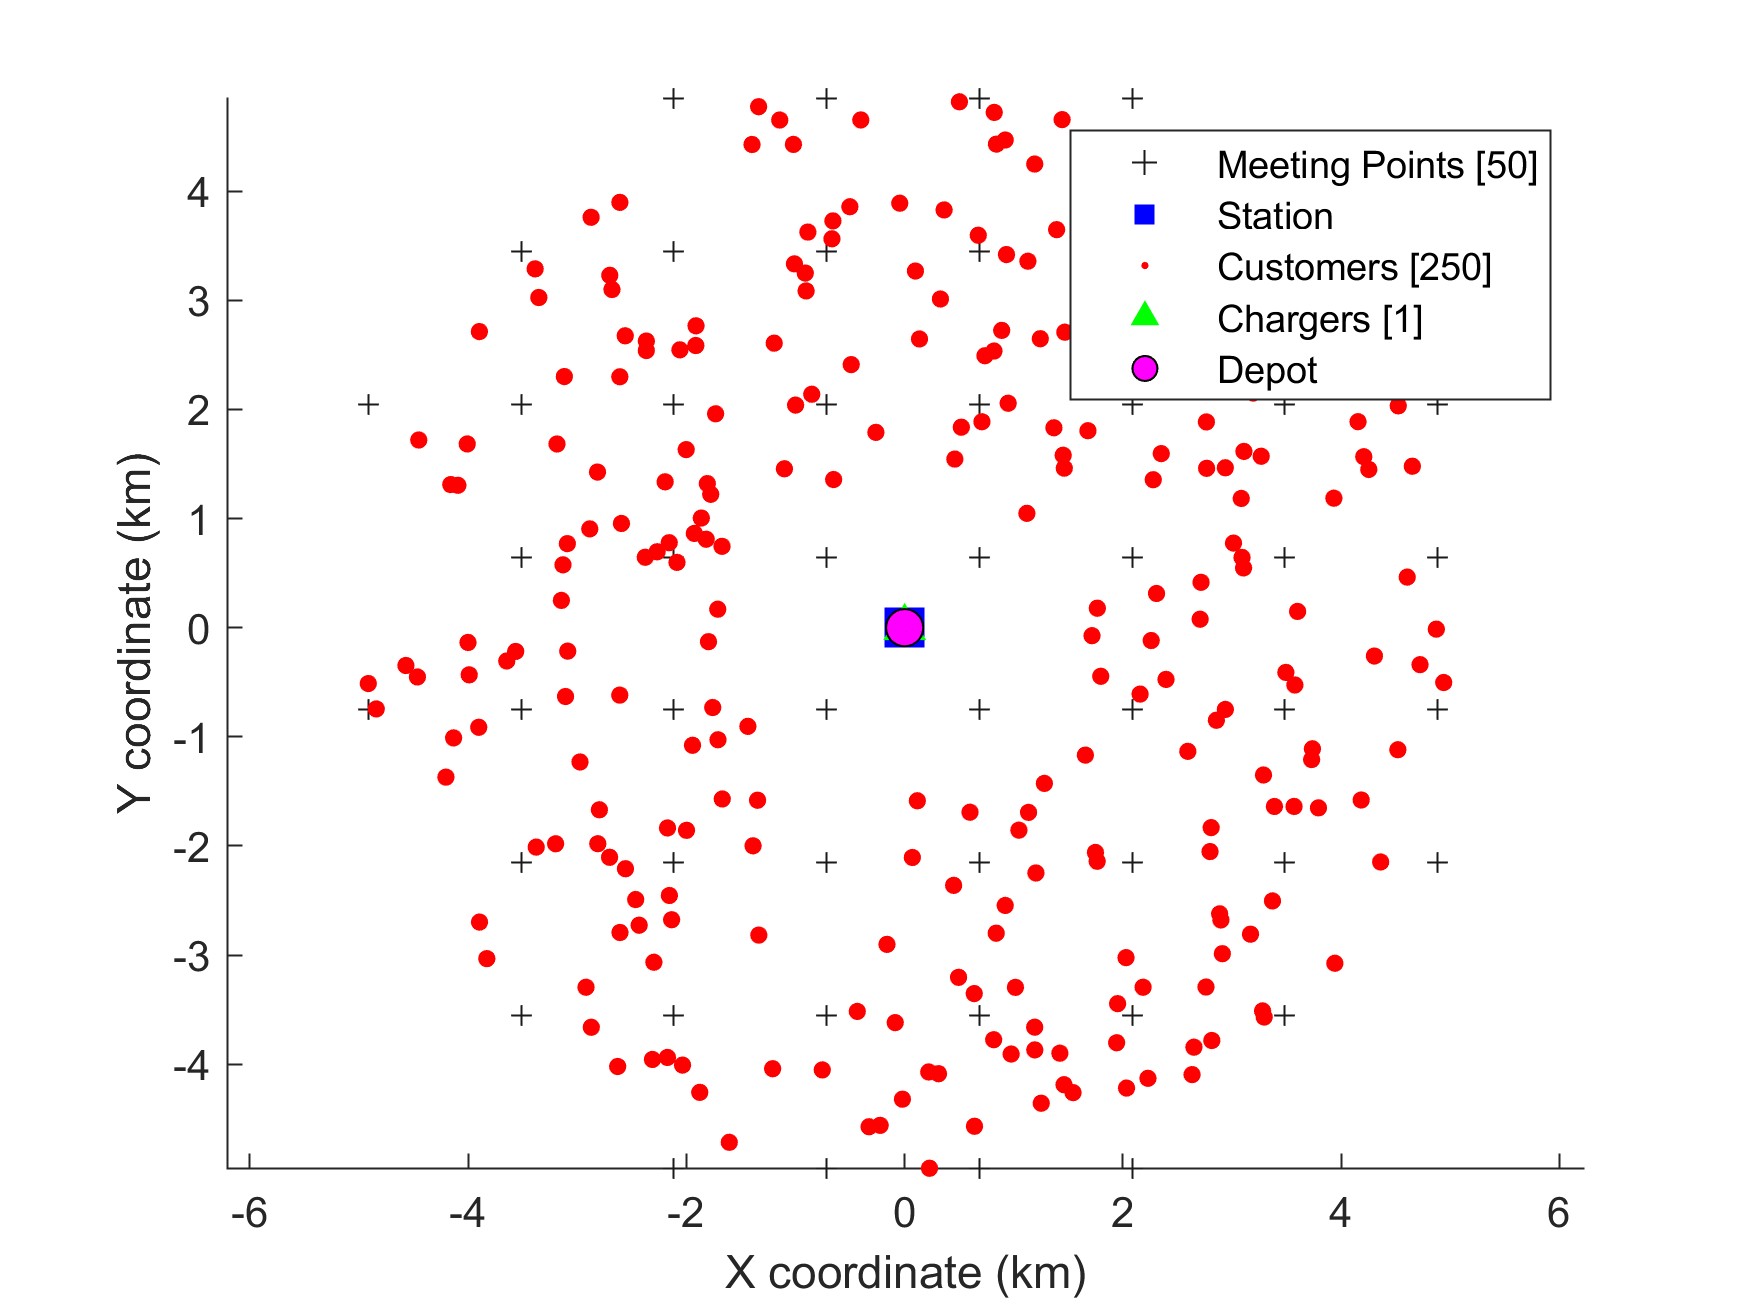 Meeting Points [50]
Station
Customers [250]
Chargers [1]
Depot
4
3
2
1
0
-1
-2
-3
-4
Y coordinate (km)
-6 -4 -2 0 2 4 6
X coordinate (km)